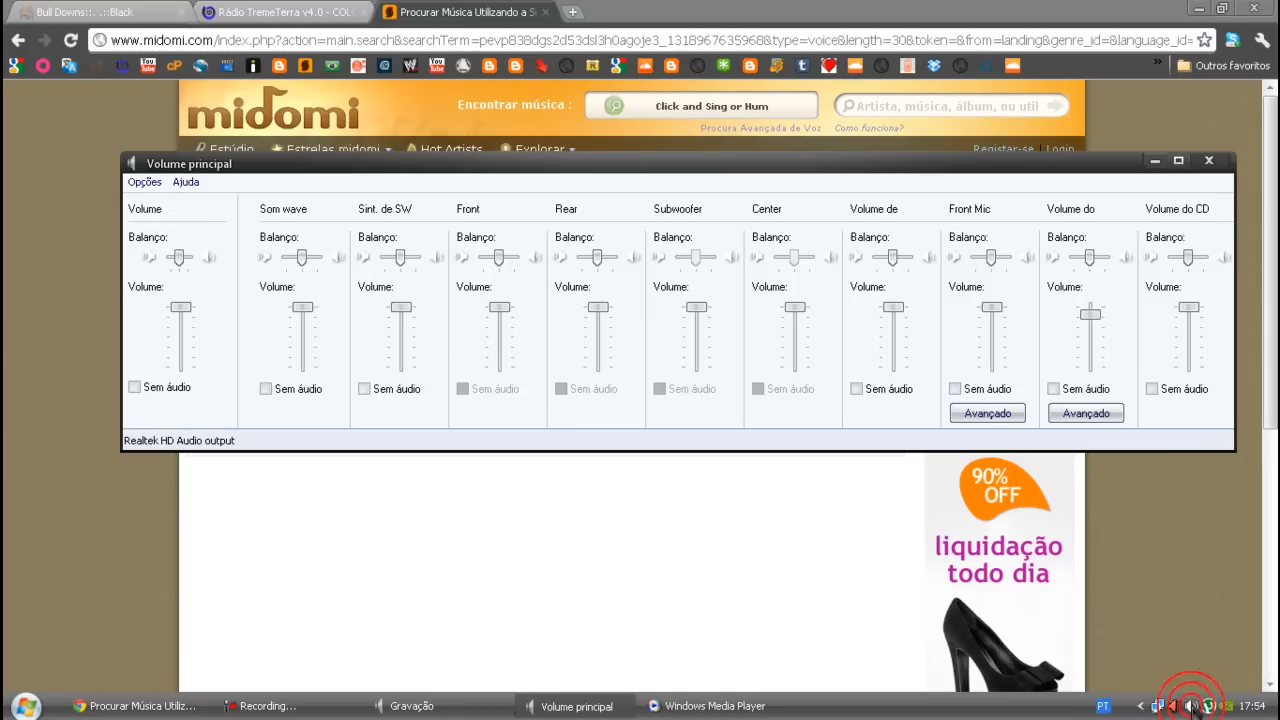 Bull Downs::. .::Black
Rádio TremeTerra v4.0 - COL
Procurar Música Utilizando a S
www.midomi.com/index.php?action=main.search&searchTerm=pevp838dgs2d53dsl3h0agoje3_1318967635968&type=voice&length=30&token=&from=landing&genre_id=&language_id=
Outros favoritos
midomi
Encontrar música :
Click and Sing or Hum
Artista, música, álbum, ou util
Procura Avançada de Voz
Como funciona?
Estúdio
Estrelas midomi
Hot Artists
Explorar
Registar-se
Login
Volume principal
Opções Ajuda
Volume Som wave Sint. de SW Front Rear Subwoofer Center Volume de Front Mic Volume do Volume do CD
Balanço: Balanço: Balanço: Balanço: Balanço: Balanço: Balanço: Balanço: Balanço: Balanço: Balanço:
Volume: Volume: Volume: Volume: Volume: Volume: Volume: Volume: Volume: Volume: Volume:
Sem áudio Sem áudio Sem áudio Sem áudio Sem áudio Sem áudio Sem áudio Sem áudio Sem áudio Sem áudio Sem áudio
Avançado Avançado
Realtek HD Audio output
90%
OFF
liquidação
todo dia
Procurar Música Utiliz...
Recording...
Gravação
Volume principal
Windows Media Player
PT
17:54